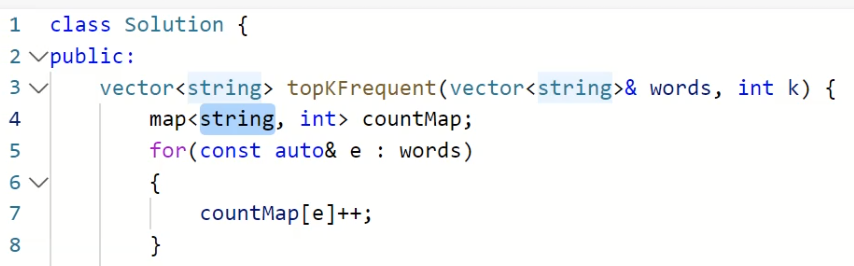 1 class Solution {
2 public:
3 vector<string> topKFrequent(vector<string>& words, int k) {
4 map<string, int> countMap;
5 for(const auto& e : words)
6 {
7 countMap[e]++;
8 }